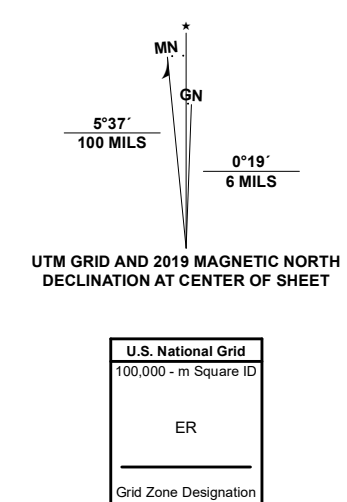 MN
GN
5°37´
100 MILS
0°19´
6 MILS
UTM GRID AND 2019 MAGNETIC NORTH
DECLINATION AT CENTER OF SHEET
U.S. National Grid
100,000 - m Square ID
ER
Grid Zone Designation